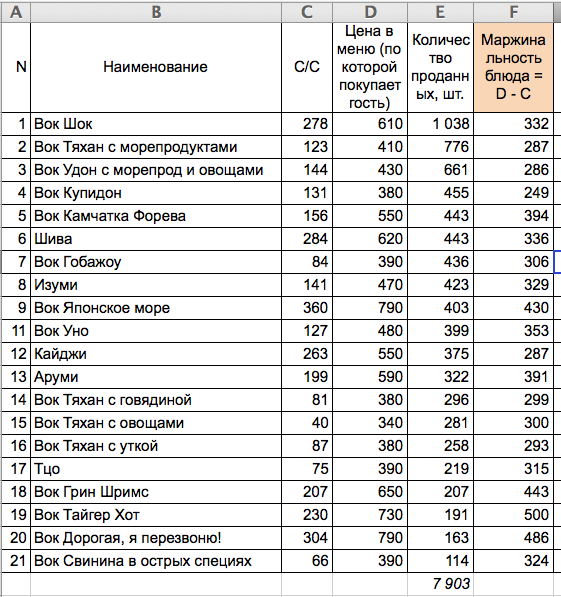 A B C D E F
N Наименование С/С Цена в меню (по которой покупает гость) Количес тво проданн ых, шт. Маржина льность блюда = D - C
1 Вок Шок 278 610 1 038 332
2 Вок Тяхан с морепродуктами 123 410 776 287
3 Вок Удон с морепрод и овощами 144 430 661 286
4 Вок Купидон 131 380 455 249
5 Вок Камчатка Форева 156 550 443 394
6 Шива 284 620 443 336
7 Вок Гобажоу 84 390 436 306
8 Изуми 141 470 423 329
9 Вок Японское море 360 790 403 430
11 Вок Уно 127 480 399 353
12 Кайджи 263 550 375 287
13 Аруми 199 590 322 391
14 Вок Тяхан с говядиной 81 380 296 299
15 Вок Тяхан с овощами 40 340 281 300
16 Вок Тяхан с уткой 87 380 258 293
17 Тцо 75 390 219 315
18 Вок Грин Шримс 207 650 207 443
19 Вок Тайгер Хот 230 730 191 500
20 Вок Дорогая, я перезвоню! 304 790 163 486
21 Вок Свинина в острых специях 66 390 114 324
7 903